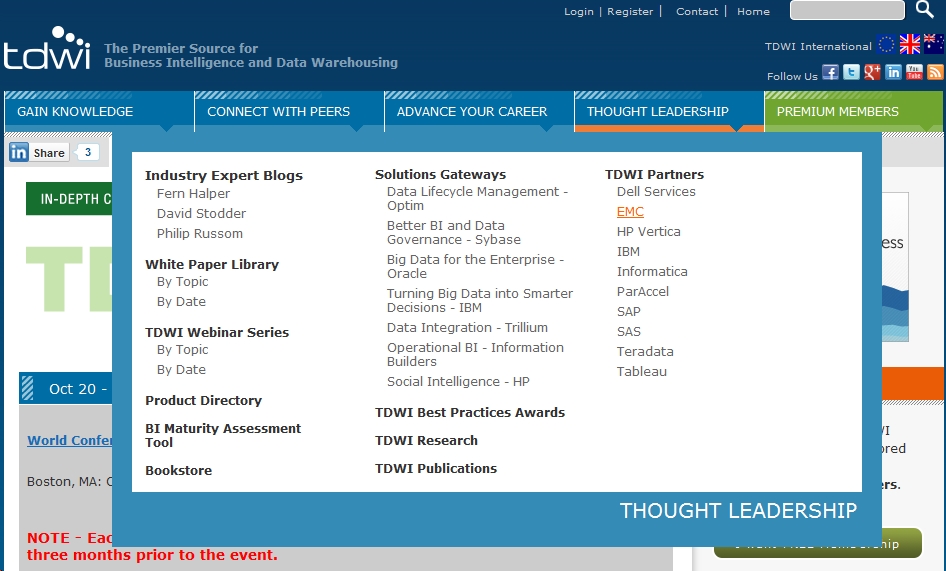 Login | Register | Contact | Home
tdwi
The Premier Source for
Business Intelligence and Data Warehousing
TDWI International
Follow Us
You
Tube
GAIN KNOWLEDGE
CONNECT WITH PEERS
ADVANCE YOUR CAREER
THOUGHT LEADERSHIP
PREMIUM MEMBERS
in Share 3
IN-DEPTH
Industry Expert Blogs
Fern Halper
David Stodder
Philip Russom
White Paper Library
By Topic
By Date
TDWI Webinar Series
By Topic
By Date
Product Directory
BI Maturity Assessment
Tool
Bookstore
Solutions Gateways
Data Lifecycle Management -
Optim
Better BI and Data
Governance - Sybase
Big Data for the Enterprise -
Oracle
Turning Big Data into Smarter
Decisions - IBM
Data Integration - Trillium
Operational BI - Information
Builders
Social Intelligence - HP
TDWI Best Practices Awards
TDWI Research
TDWI Publications
TDWI Partners
Dell Services
EMC
HP Vertica
IBM
Informatica
ParAccel
SAP
SAS
Teradata
Tableau
THOUGHT LEADERSHIP
Oct 20 -
World
Boston, MA:
NOTE -
three months prior to the event.